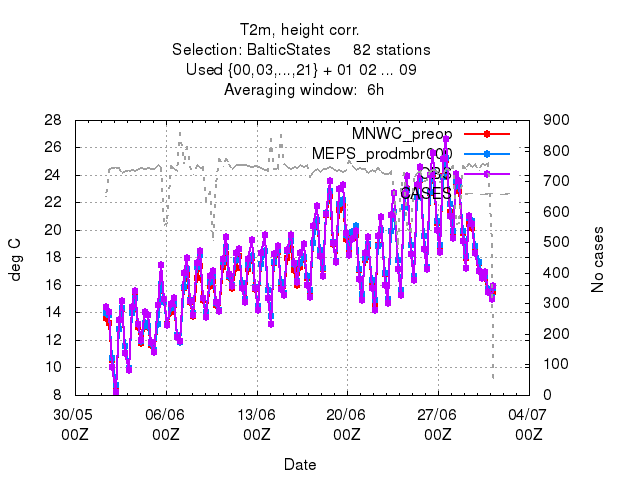 T2m, height corr.
Selection: BalticStates 82 stations
Used {00,03,...,21} + 01 02 ... 09
Averaging window: 6h
28 900
26 800
24 700
22 600
20 500
18 400
16 300
14 200
12 100
10 0
8
MNWC_preop
MEPS_prodmbr000
OBS
CASES
deg C
No cases
30/05 06/06 13/06 20/06 27/06 04/07
00Z 00Z 00Z 00Z 00Z 00Z
Date